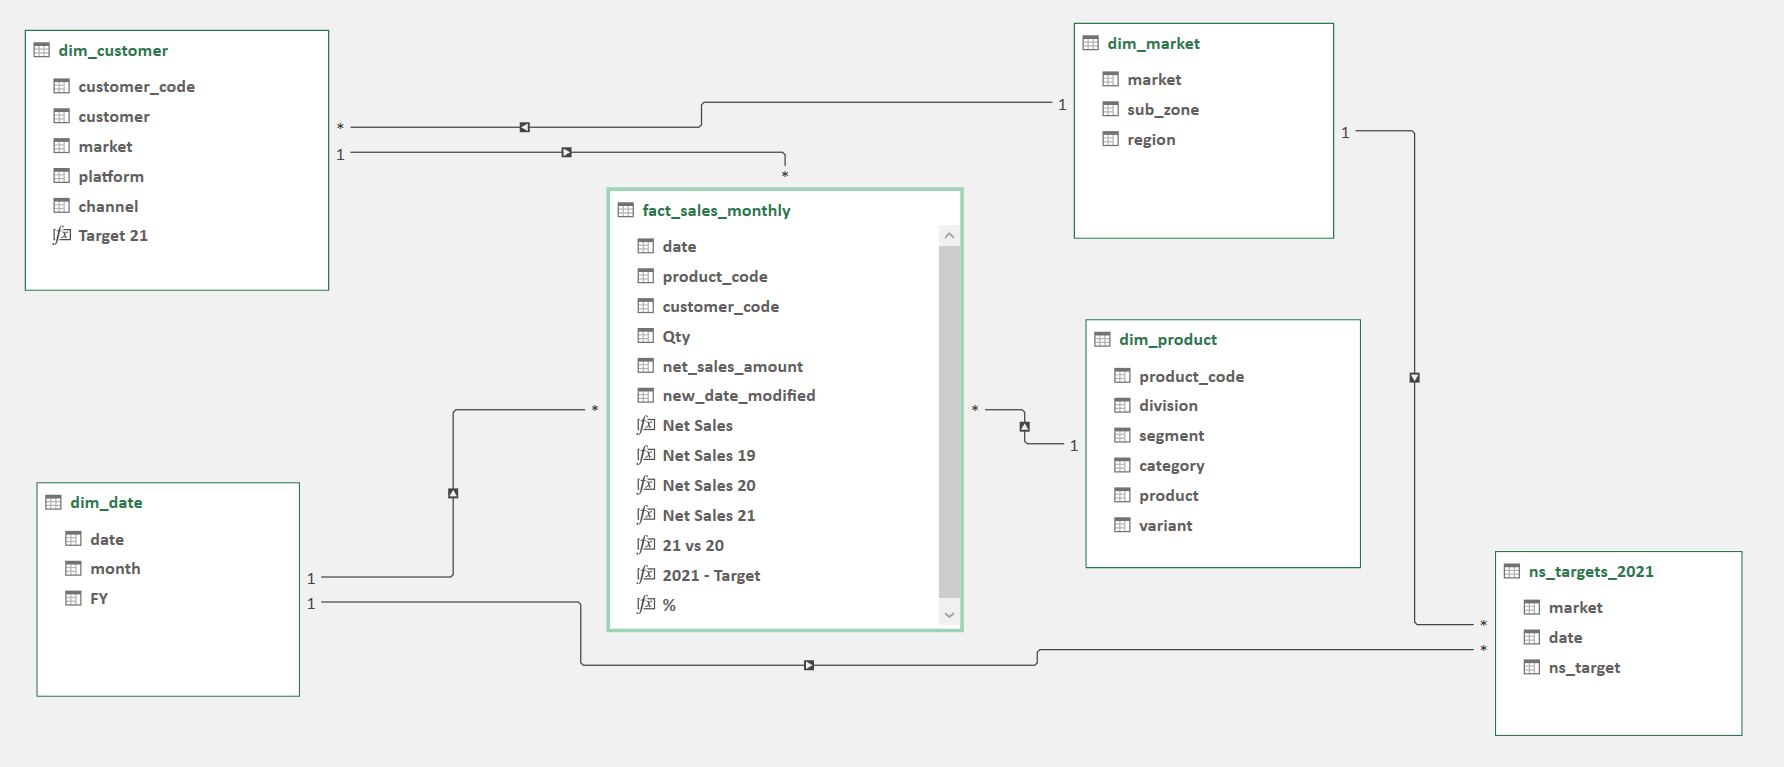 dim_customer
customer_code
customer
market
platform
channel
Target 21
dim_market
market
sub_zone
region
*
1
1
1
*
fact_sales_monthly
date
product_code
customer_code
Qty
net_sales_amount
new_date_modified
Net Sales
Net Sales 19
Net Sales 20
Net Sales 21
21 vs 20
2021 - Target
%
dim_product
product_code
division
segment
category
product
variant
*
*
1
dim_date
date
month
FY
1
1
ns_targets_2021
market
date
ns_target
*
*